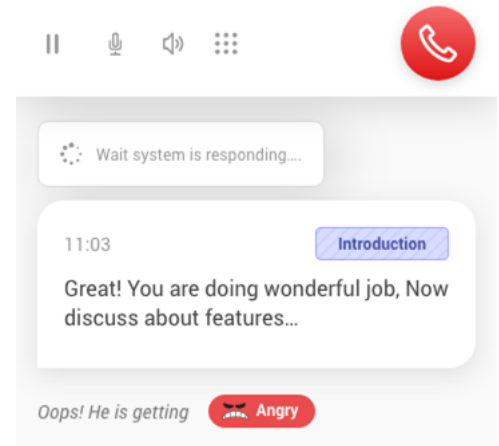 Wait system is responding....
11:03
Introduction
Great! You are doing wonderful job, Now
discuss about features...
Oops! He is getting Angry